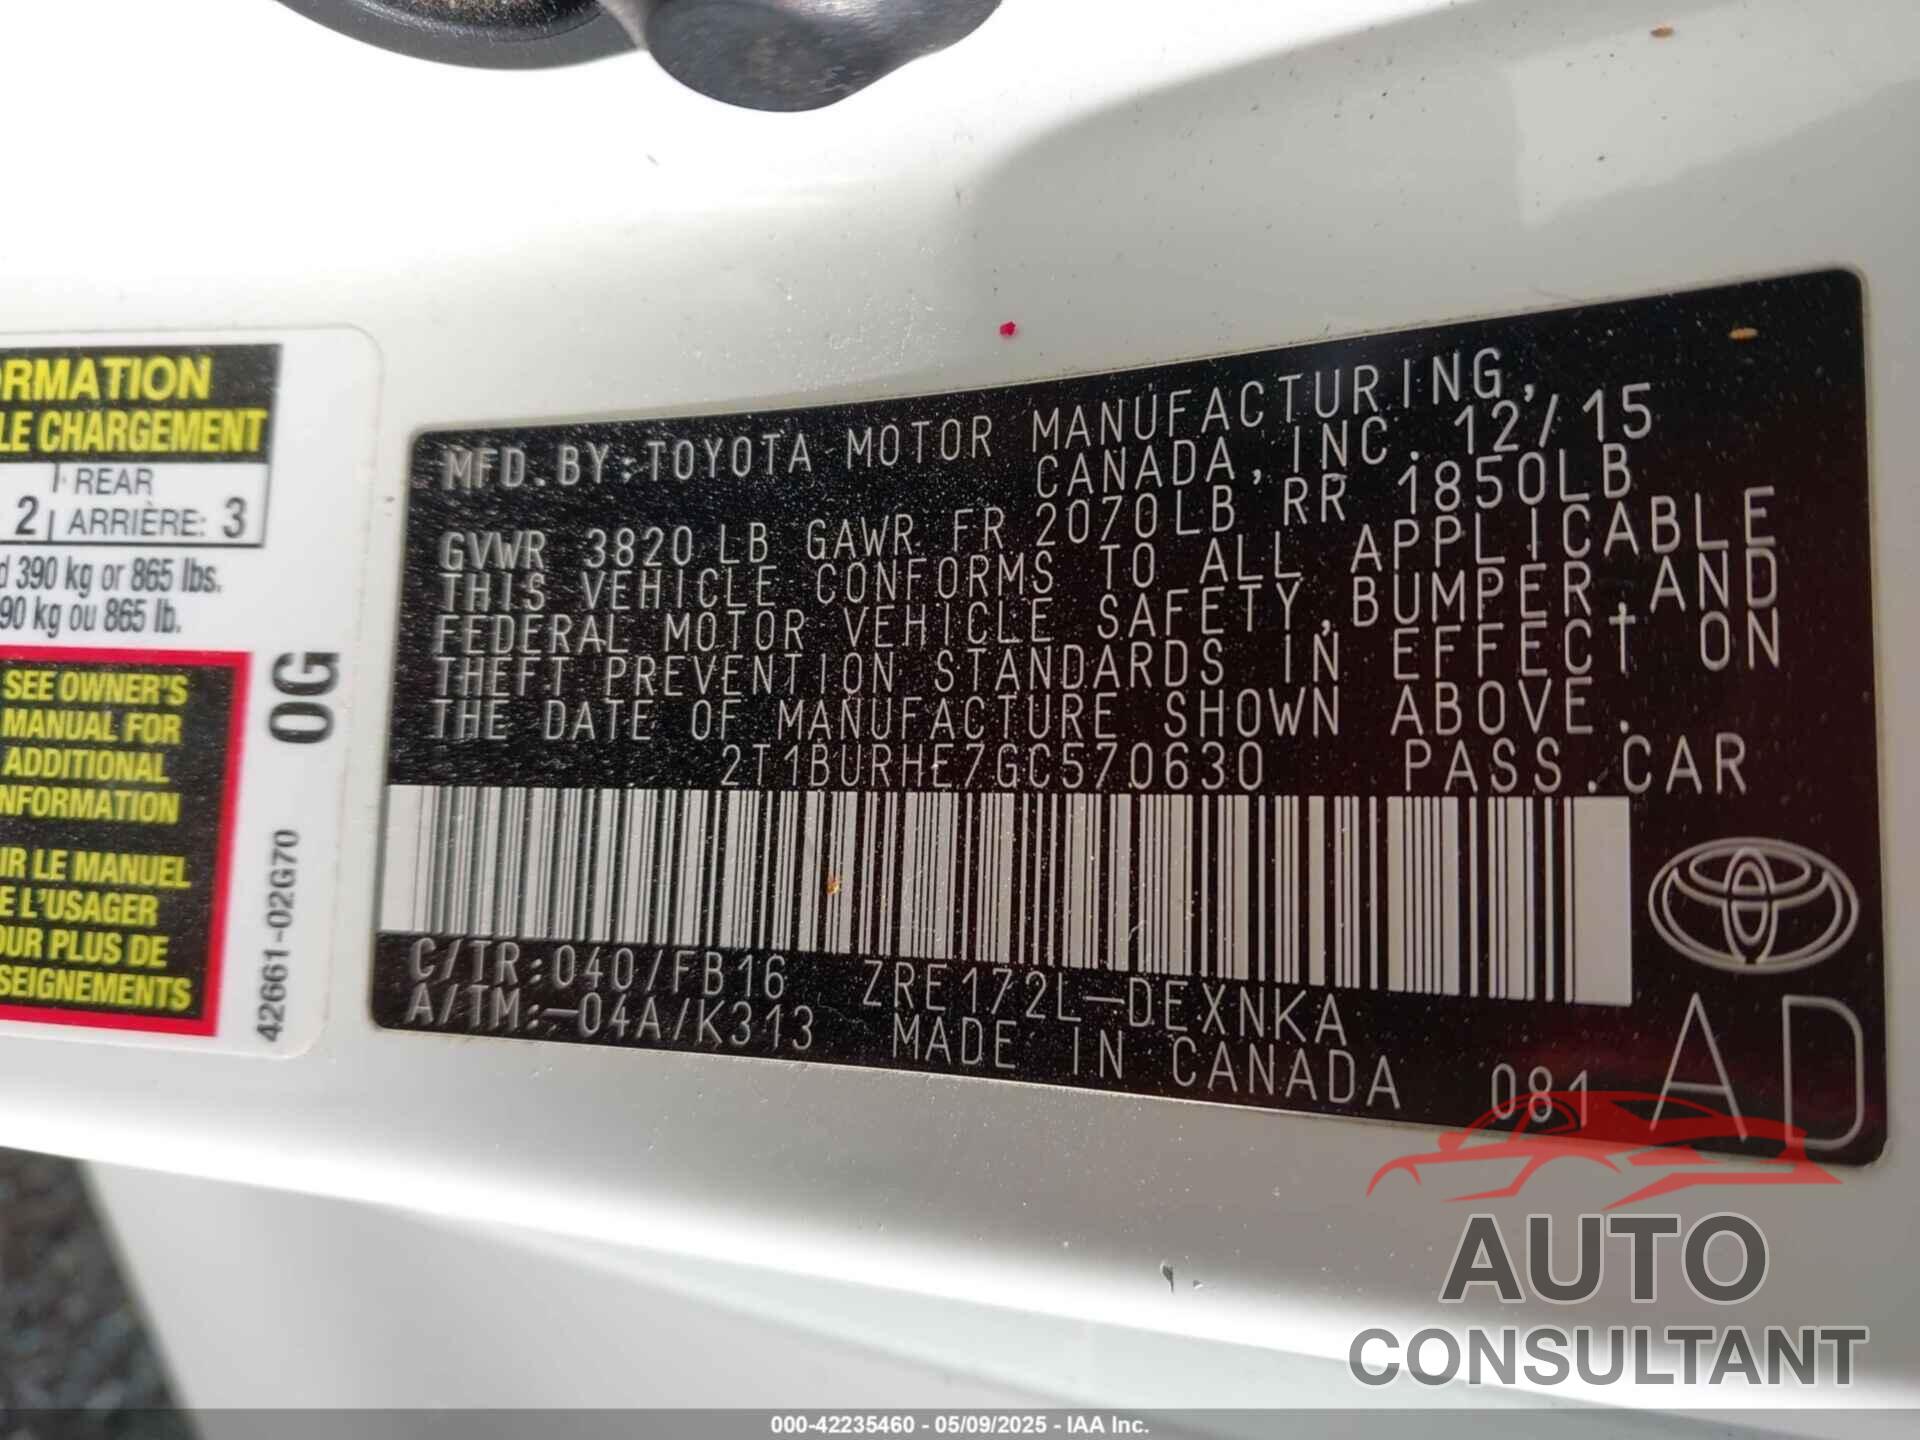 ORMATION
LE CHARGEMENT
REAR
2 ARRIÈRE: 3
d 390 kg or 865 lbs.
90 kg ou 865 lb.
SEE OWNER'S
MANUAL FOR
ADDITIONAL
NFORMATION
IR LE MANUEL
E L'USAGER
OUR PLUS DE
SEIGNEMENTS
0G
42661-02G70
MFD. BY: TOYOTA MOTOR MANUFACTURING,
CANADA, INC. 12/15
GVWR 3820 LB GAWR FR 2070LB RR 1850LB
THIS VEHICLE CONFORMS TO ALL APPLICABLE
FEDERAL MOTOR VEHICLE SAFETY, BUMPER, AND
THEFT PREVENTION STANDARDS IN EFFECT ON
THE DATE OF MANUFACTURE SHOWN ABOVE.
2T1BURHE7GC570630 PASS. CAR
C/TR: 040/FB16 ZRE172L-DEXNKA
A/TM: -04A/K313 MADE IN CANADA 081 AD
AUTO
CONSULTANT
000-42235460 - 05/09/2025 - IAA Inc.